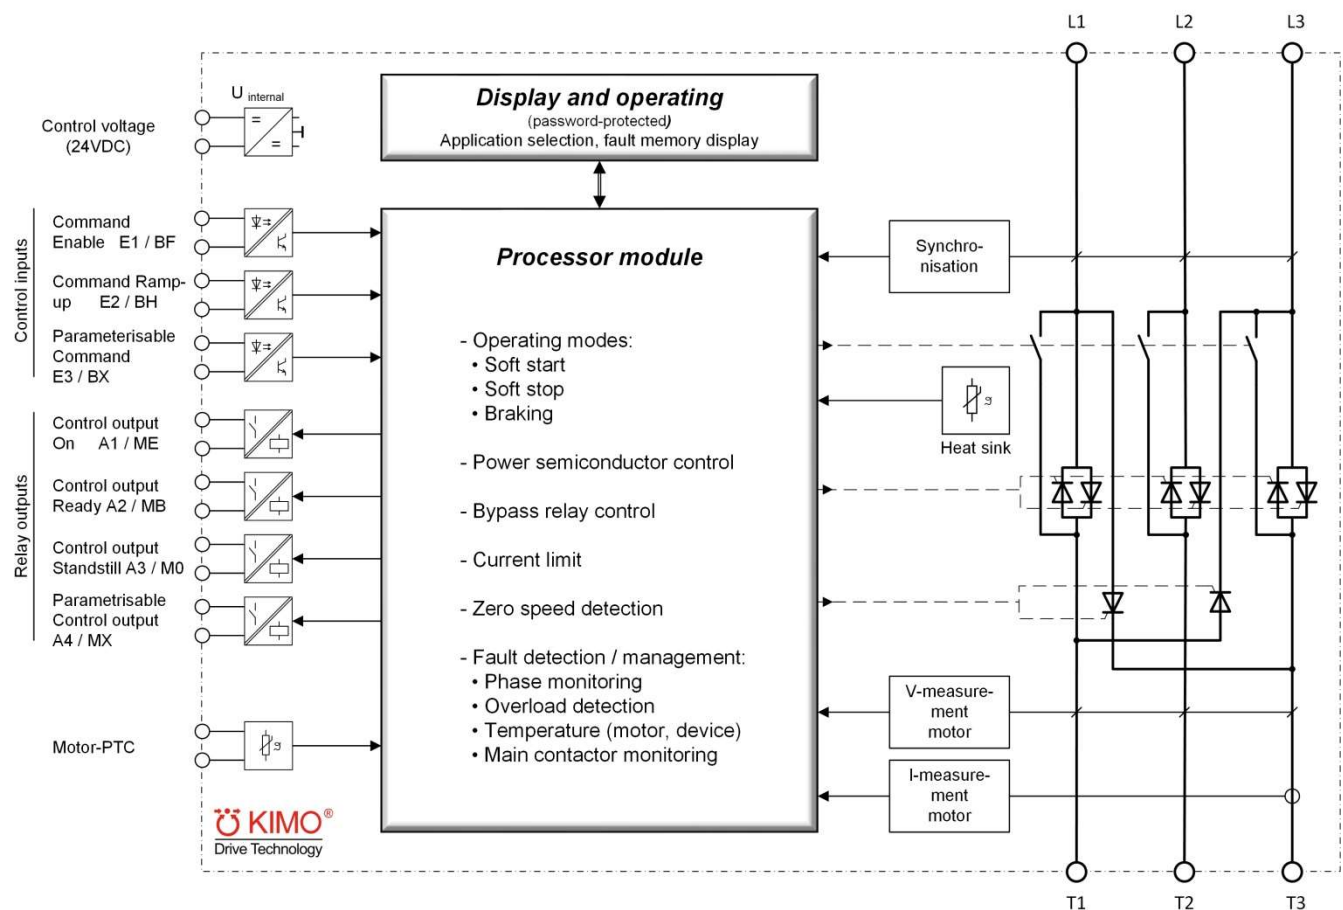 L1
L2
L3
U internal
=
=
Control voltage
(24VDC)
Display and operating
(password-protected)
Application selection, fault memory display
Control inputs
Command
Enable E1 / BF
Command Ramp-
up E2 / BH
Parameterisable
Command
E3 / BX
Relay outputs
Control output
On A1 / ME
Control output
Ready A2 / MB
Control output
Standstill A3 / M0
Parametrisable
Control output
A4 / MX
Motor-PTC
ϑ
Processor module
- Operating modes:
• Soft start
• Soft stop
• Braking
- Power semiconductor control
- Bypass relay control
- Current limit
- Zero speed detection
- Fault detection / management:
• Phase monitoring
• Overload detection
• Temperature (motor, device)
• Main contactor monitoring
Synchro-
nisation
ϑ
Heat sink
V-measure-
ment
motor
I-measure-
ment
motor
KIMO®
Drive Technology
T1
T2
T3